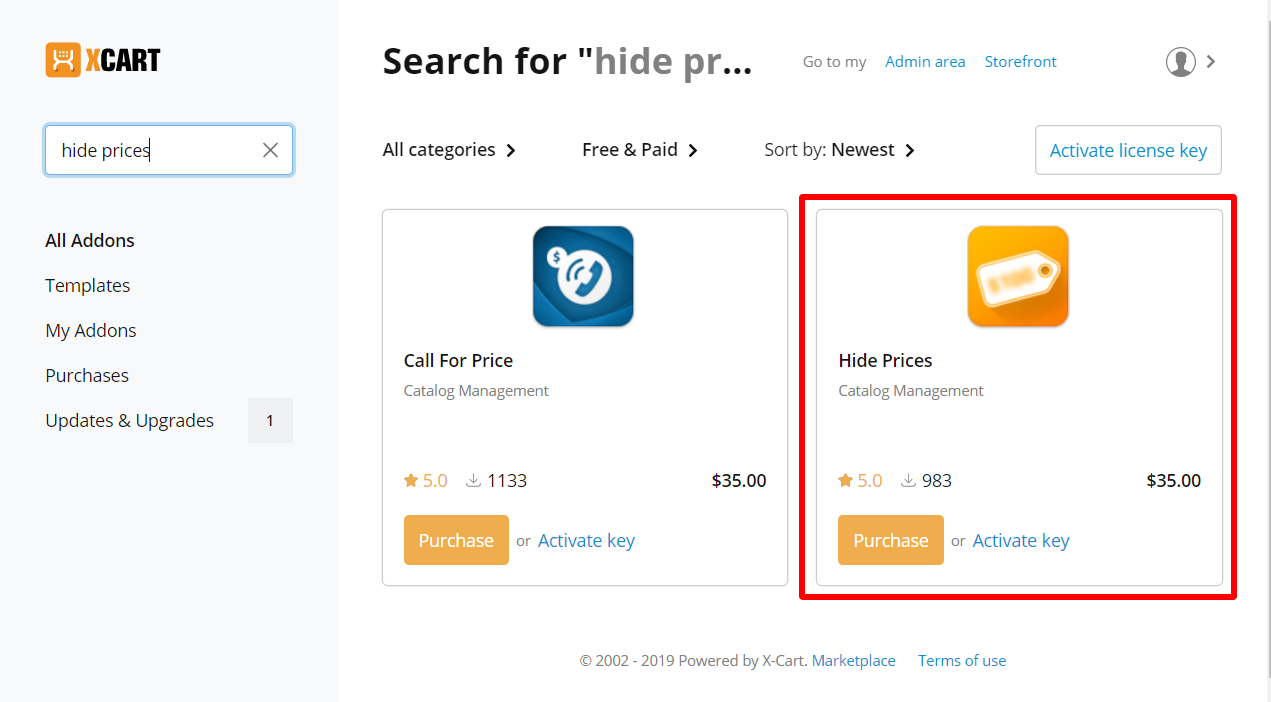 XCART
Search for "hide pr...
Go to my Admin area Storefront
hide prices
All categories
Free & Paid
Sort by: Newest
Activate license key
All Addons
Templates
My Addons
Purchases
Updates & Upgrades 1
$
Call For Price
Catalog Management
5.0 1133 $35.00
Purchase or Activate key
$100
Hide Prices
Catalog Management
5.0 983 $35.00
Purchase or Activate key
© 2002 - 2019 Powered by X-Cart. Marketplace Terms of use